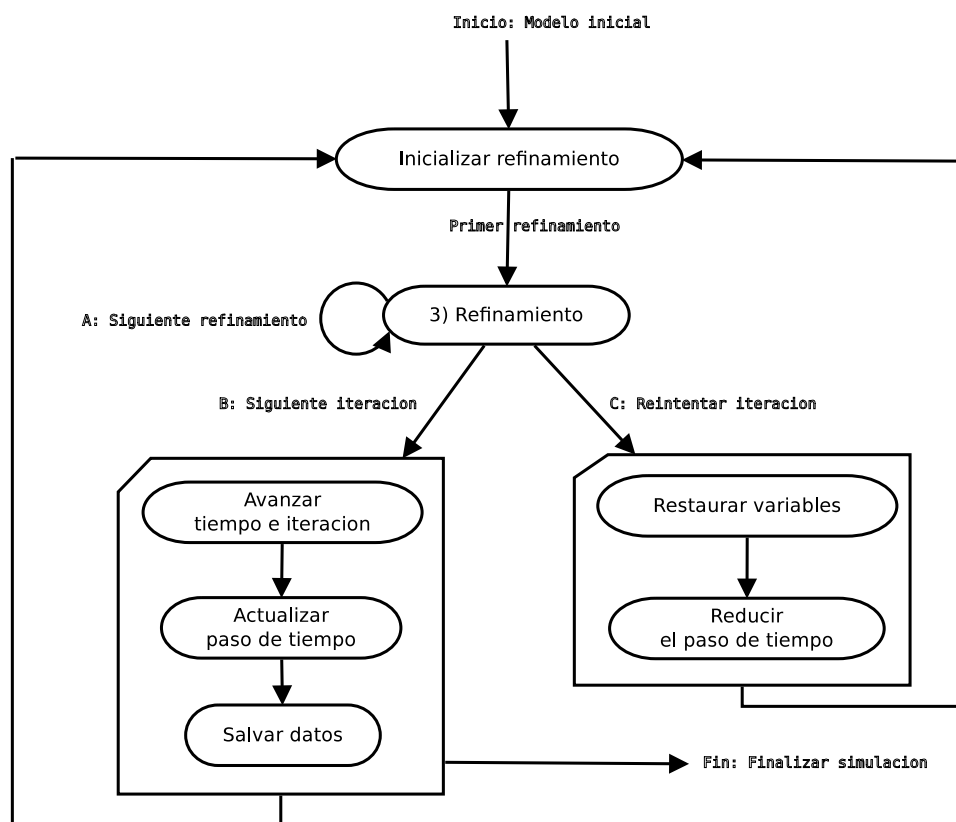 Inicio: Modelo inicial
Inicializar refinamiento
Primer refinamiento
3) Refinamiento
A: Siguiente refinamiento
B: Siguiente iteracion
C: Reintentar iteracion
Avanzar
tiempo e iteracion
Actualizar
paso de tiempo
Salvar datos
Restaurar variables
Reducir
el paso de tiempo
Fin: Finalizar simulacion